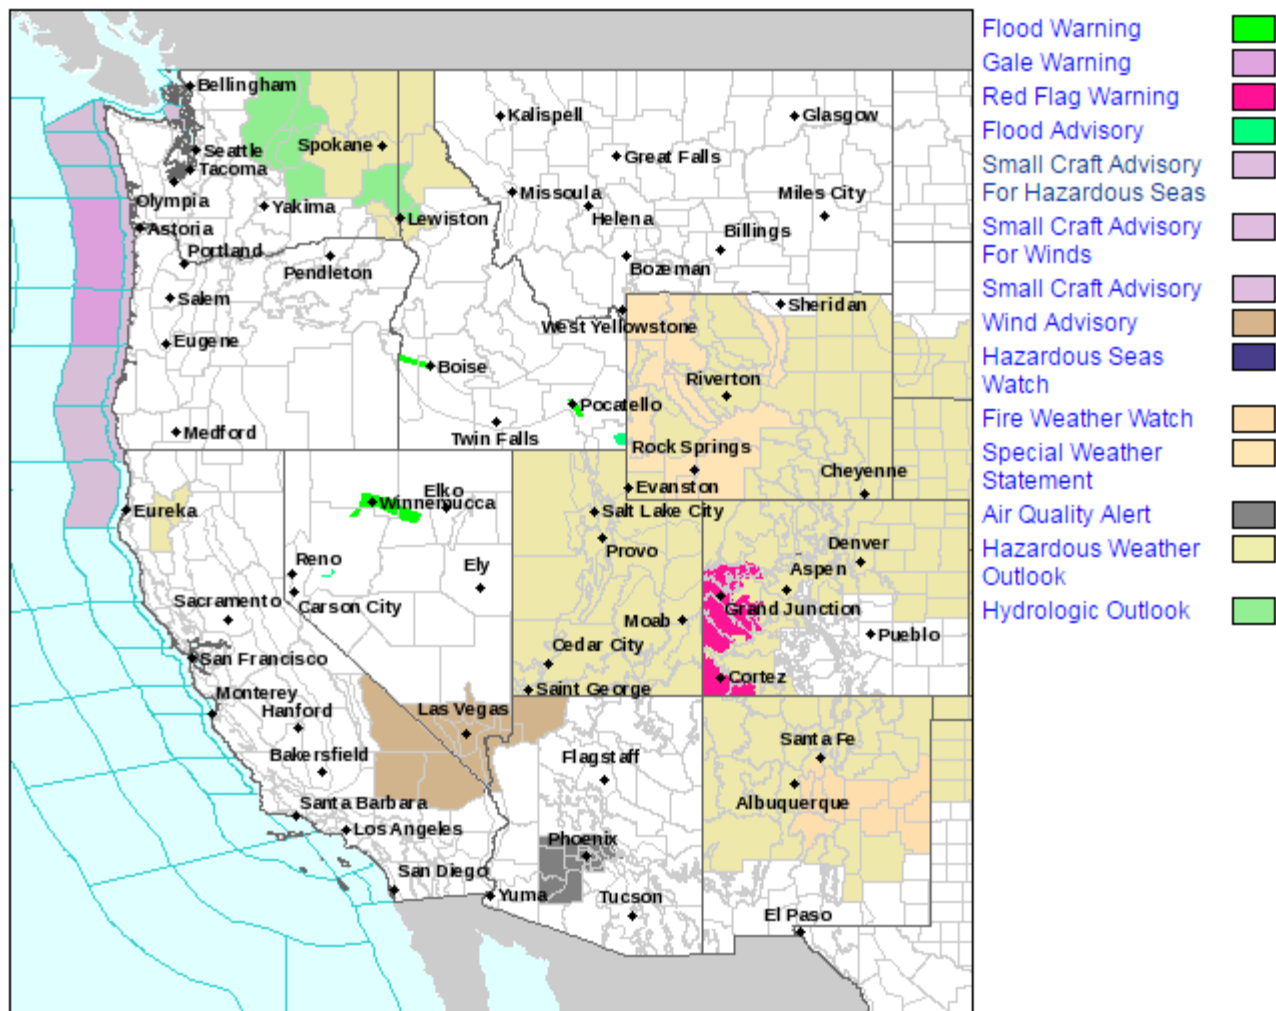 Bellingham
Seattle
Tacoma
Olympia
Astoria
Yakima
Spokane
Lewiston
Portland
Pendleton
Salem
Eugene
Medford
Kalispell
Glasgow
Great Falls
Missoula
Helena
Miles City
Billings
Bozeman
West Yellowstone
Sheridan
Boise
Pocatello
Twin Falls
Riverton
Rock Springs
Cheyenne
Evanston
Eureka
Winnemucca
Elko
Salt Lake City
Provo
Reno
Carson City
Ely
Sacramento
San Francisco
Moab
Cedar City
Saint George
Denver
Aspen
Grand Junction
Pueblo
Cortez
Monterey
Hanford
Bakersfield
Las Vegas
Flagstaff
Santa Fe
Albuquerque
Santa Barbara
Los Angeles
San Diego
Phoenix
Yuma
Tucson
El Paso
Flood Warning
Gale Warning
Red Flag Warning
Flood Advisory
Small Craft Advisory
For Hazardous Seas
Small Craft Advisory
For Winds
Small Craft Advisory
Wind Advisory
Hazardous Seas
Watch
Fire Weather Watch
Special Weather
Statement
Air Quality Alert
Hazardous Weather
Outlook
Hydrologic Outlook